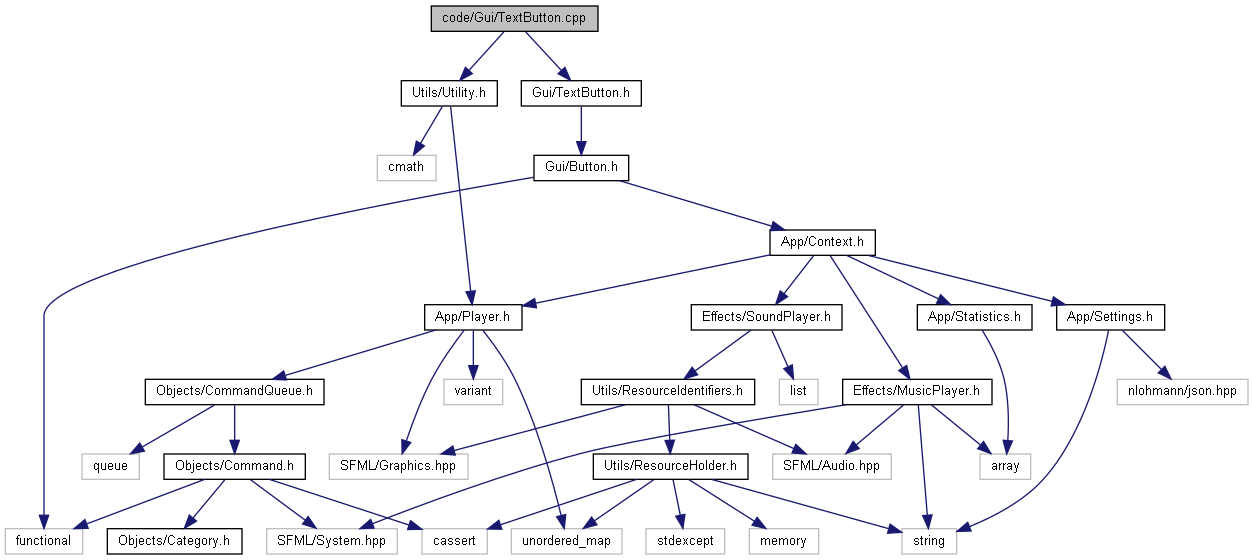 code/Gui/TextButton.cpp
Utils/Utility.h
Gui/TextButton.h
cmath
Gui/Button.h
App/Context.h
App/Player.h
Effects/SoundPlayer.h
App/Statistics.h
App/Settings.h
Objects/CommandQueue.h
variant
Utils/ResourceIdentifiers.h
list
Effects/MusicPlayer.h
nlohmann/json.hpp
queue
Objects/Command.h
SFML/Graphics.hpp
Utils/ResourceHolder.h
SFML/Audio.hpp
array
functional
Objects/Category.h
SFML/System.hpp
cassert
unordered_map
stdexcept
memory
string